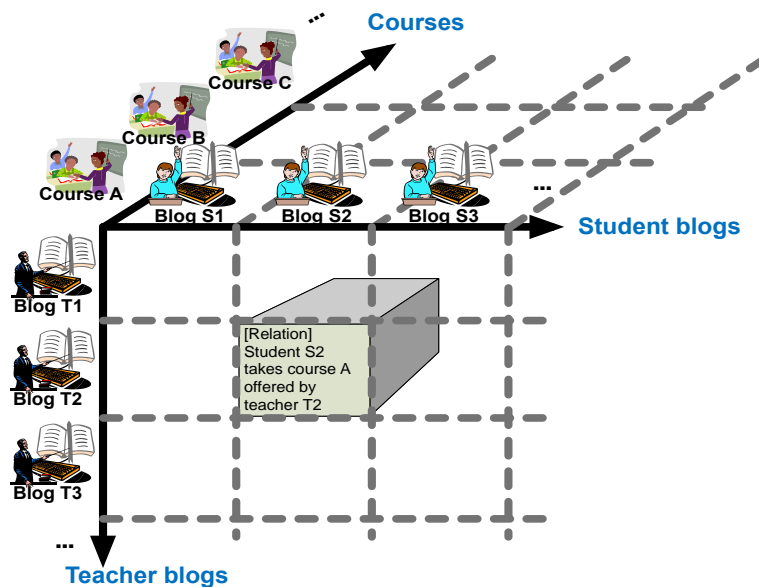 ...
Courses
Course C
Course B
Course A
Blog S1
Blog S2
Blog S3
...
Student blogs
Blog T1
Blog T2
Blog T3
[Relation]
Student S2
takes course A
offered by
teacher T2
...
Teacher blogs